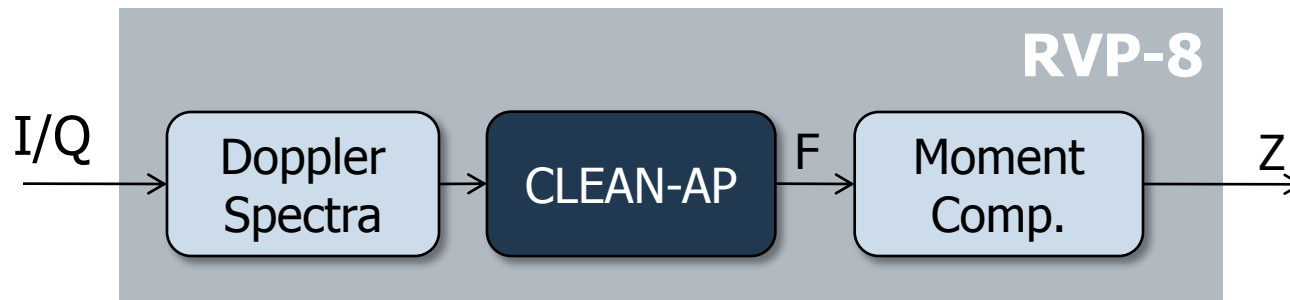 RVP-8
I/Q
Doppler
Spectra
CLEAN-AP
F
Moment
Comp.
Z